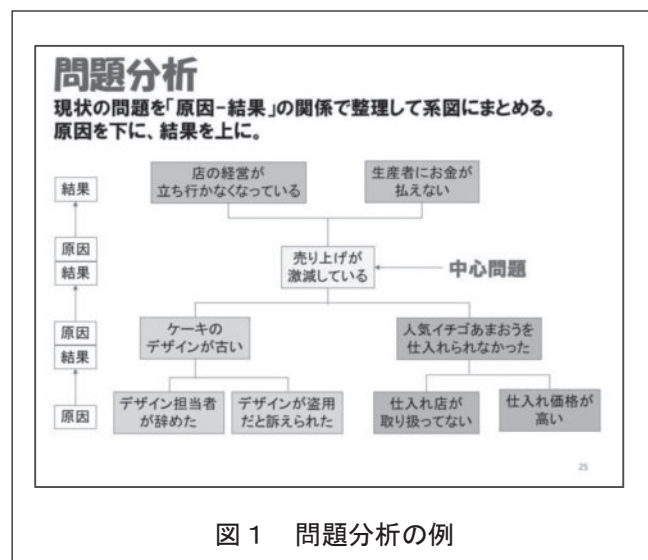 問題分析
現状の問題を「原因-結果」の関係で整理して系図にまとめる。
原因を下に、結果を上に。
結果
店の経営が
立ち行かなくなっている
生産者にお金が
払えない
原因
結果
売り上げが
激減している
中心問題
原因
結果
ケーキの
デザインが古い
人気イチゴあまおうを
仕入れられなかった
原因
デザイン担当者
が辞めた
デザインが盗用
だと訴えられた
仕入れ店が
取り扱ってない
仕入れ価格が
高い
25
図1 問題分析の例